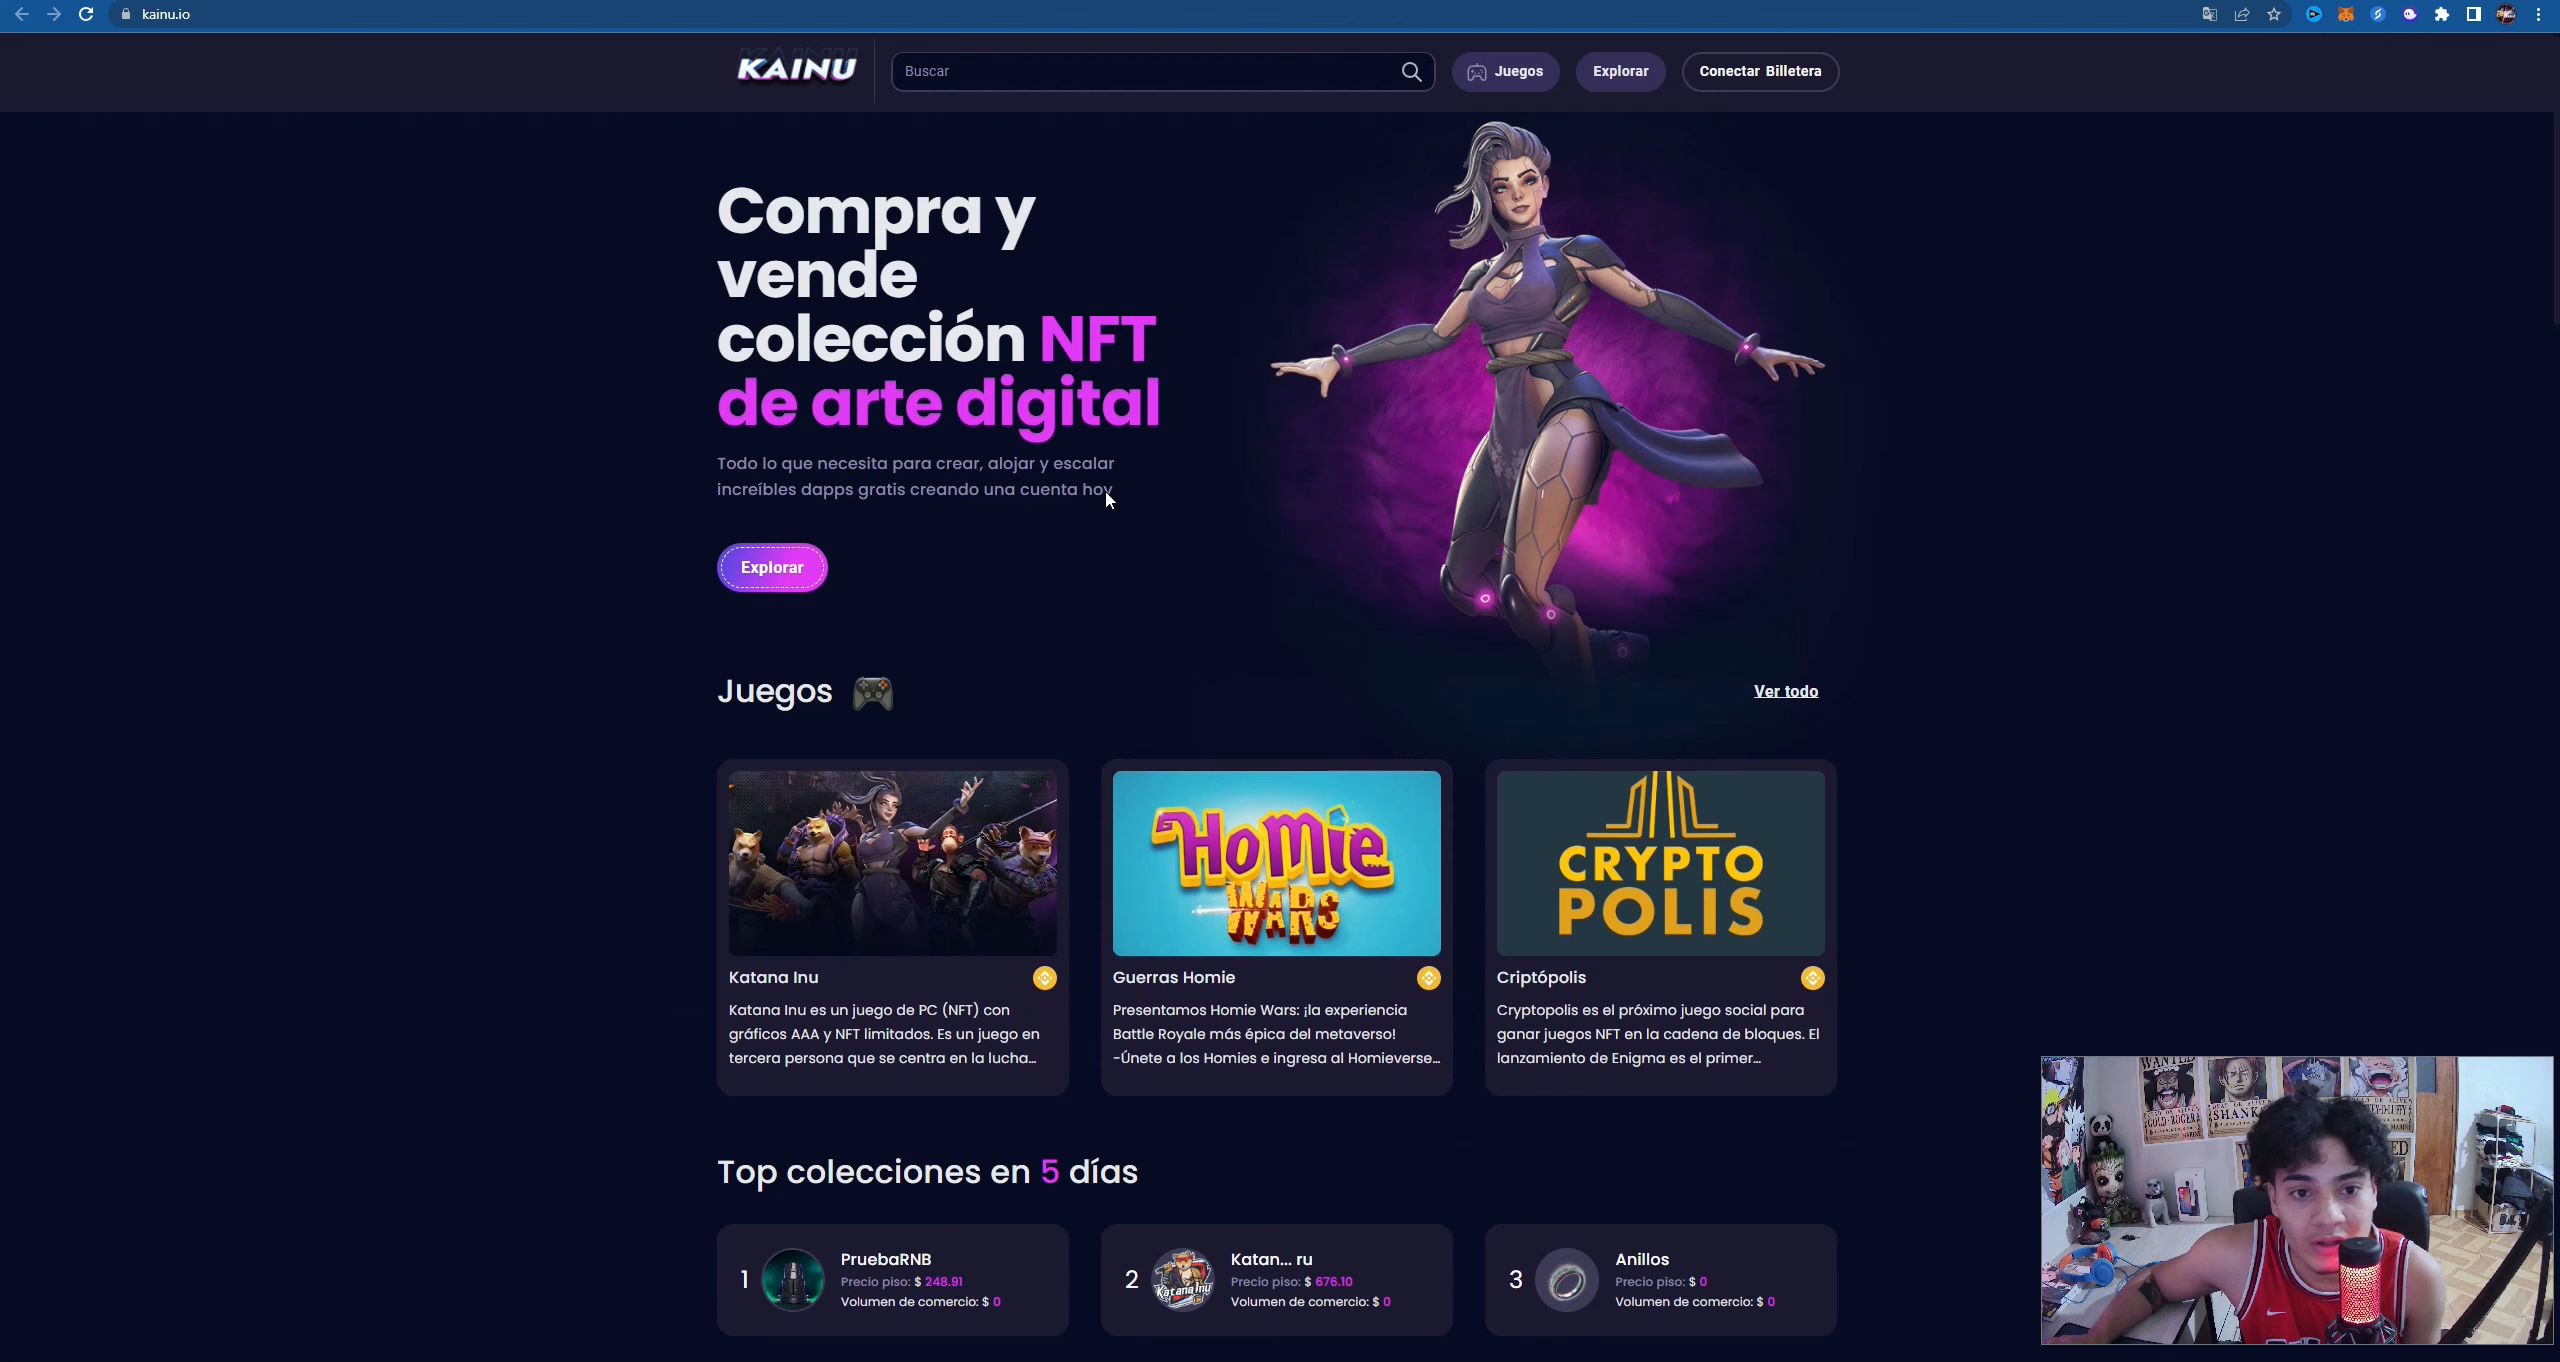 kainu.io
KAINU
Buscar
Juegos
Explorar
Conectar Billetera
Compra y
vende
colección NFT
de arte digital
Todo lo que necesita para crear, alojar y escalar
increíbles dapps gratis creando una cuenta hoy
Explorar
Juegos
Ver todo
HOMIE
WARS
CRYPTO
POLIS
Katana Inu
Katana Inu es un juego de PC (NFT) con
gráficos AAA y NFT limitados. Es un juego en
tercera persona que se centra en la lucha...
Guerras Homie
Presentamos Homie Wars: ¡la experiencia
Battle Royale más épica del metaverso!
-Únete a los Homies e ingresa al Homieverse...
Criptópolis
Cryptopolis es el próximo juego social para
ganar juegos NFT en la cadena de bloques. El
lanzamiento de Enigma es el primer...
Top colecciones en 5 días
1
PruebaRNB
Precio piso: $ 248.91
Volumen de comercio: $ 0
2
Katana Inu
Katan... ru
Precio piso: $ 676.10
Volumen de comercio: $ 0
3
Anillos
Precio piso: $ 0
Volumen de comercio: $ 0
WANTED
GOLD·ROGER
SHANK